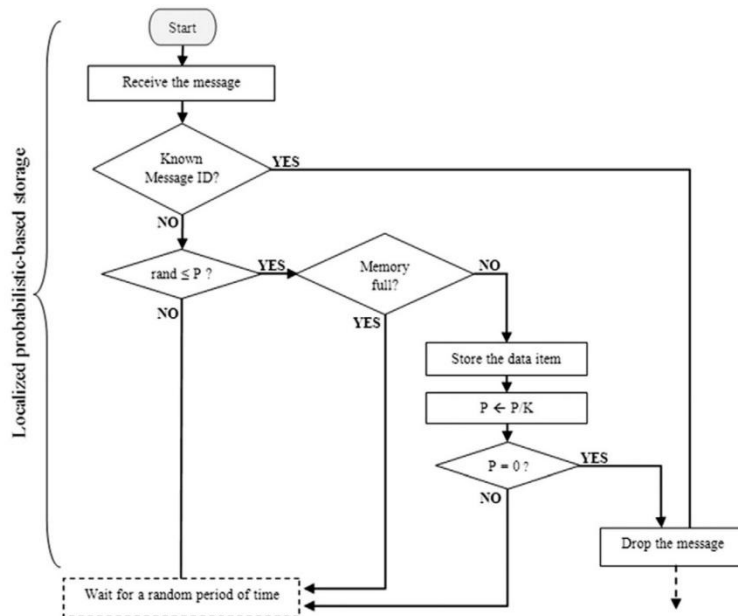 Start
Receive the message
Known
Message ID?
YES
NO
rand ≤ P ?
YES
NO
Memory
full?
NO
YES
Store the data item
P ← P/K
P = 0 ?
YES
NO
Drop the message
Wait for a random period of time
Localized probabilistic-based storage